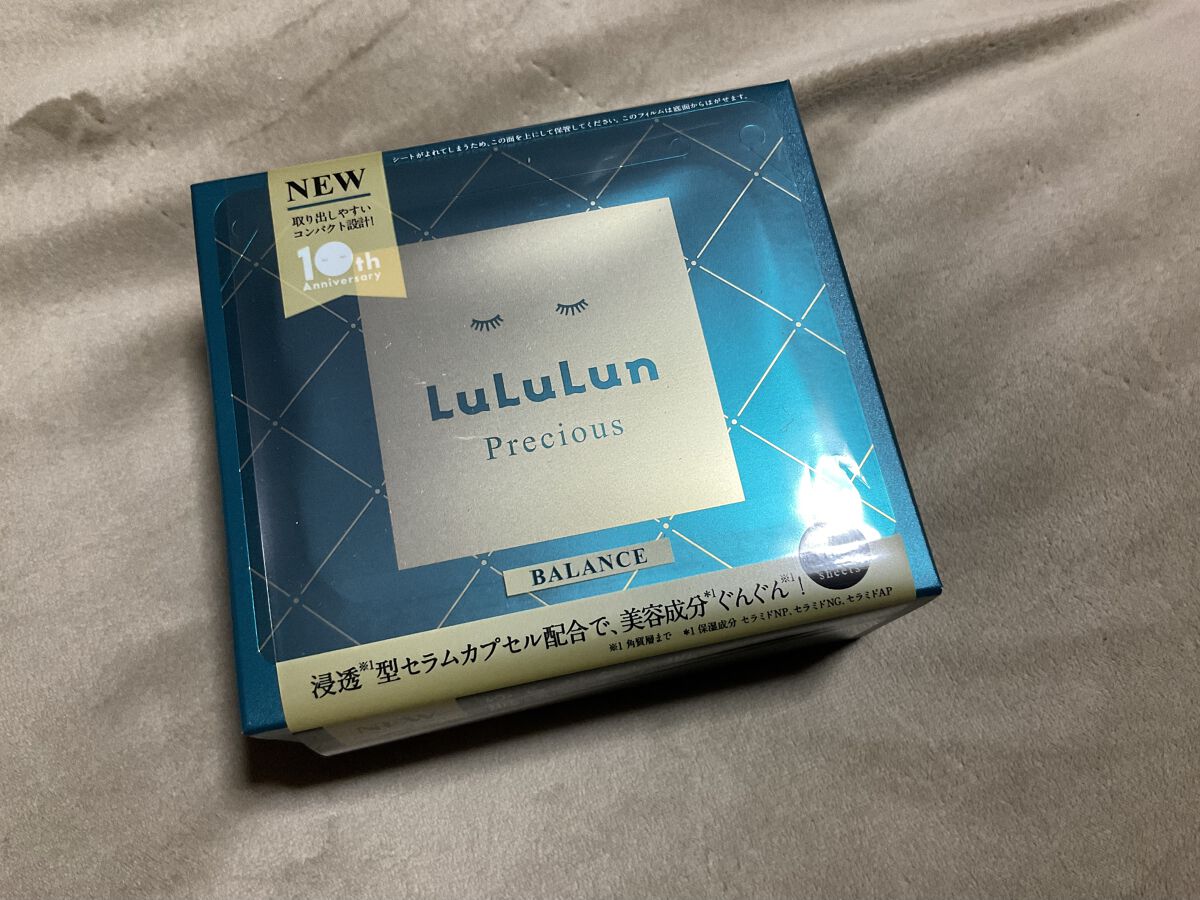 シートがよれてしまうため、この面を上にして保管してください。このフィルムは底面からはがせます。
NEW
取り出しやすい
コンパクト設計!
10th
Anniversary
LuLuLun
Precious
BALANCE
sheets
浸透※1型セラムカプセル配合で、美容成分*1ぐんぐん※1!
※1 角質層まで *1 保湿成分 セラミドNP、セラミドNG、セラミドAP